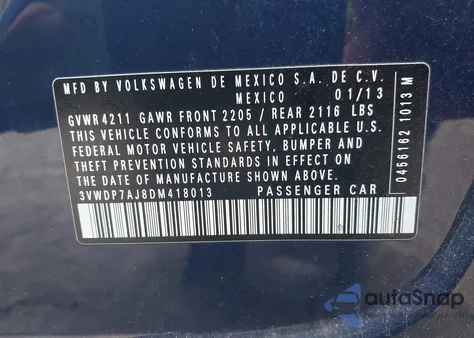 MFD BY VOLKSWAGEN DE MEXICO S.A. DE C.V.
MEXICO 01/13
GVWR 4211 GAWR FRONT 2205 / REAR 2116 LBS
THIS VEHICLE CONFORMS TO ALL APPLICABLE U.S.
FEDERAL MOTOR VEHICLE SAFETY, BUMPER AND
THEFT PREVENTION STANDARDS IN EFFECT ON
THE DATE OF MANUFACTURE SHOWN ABOVE.
3VWDP7AJ8DM418013 PASSENGER CAR
0456162 1013M
autoSnap